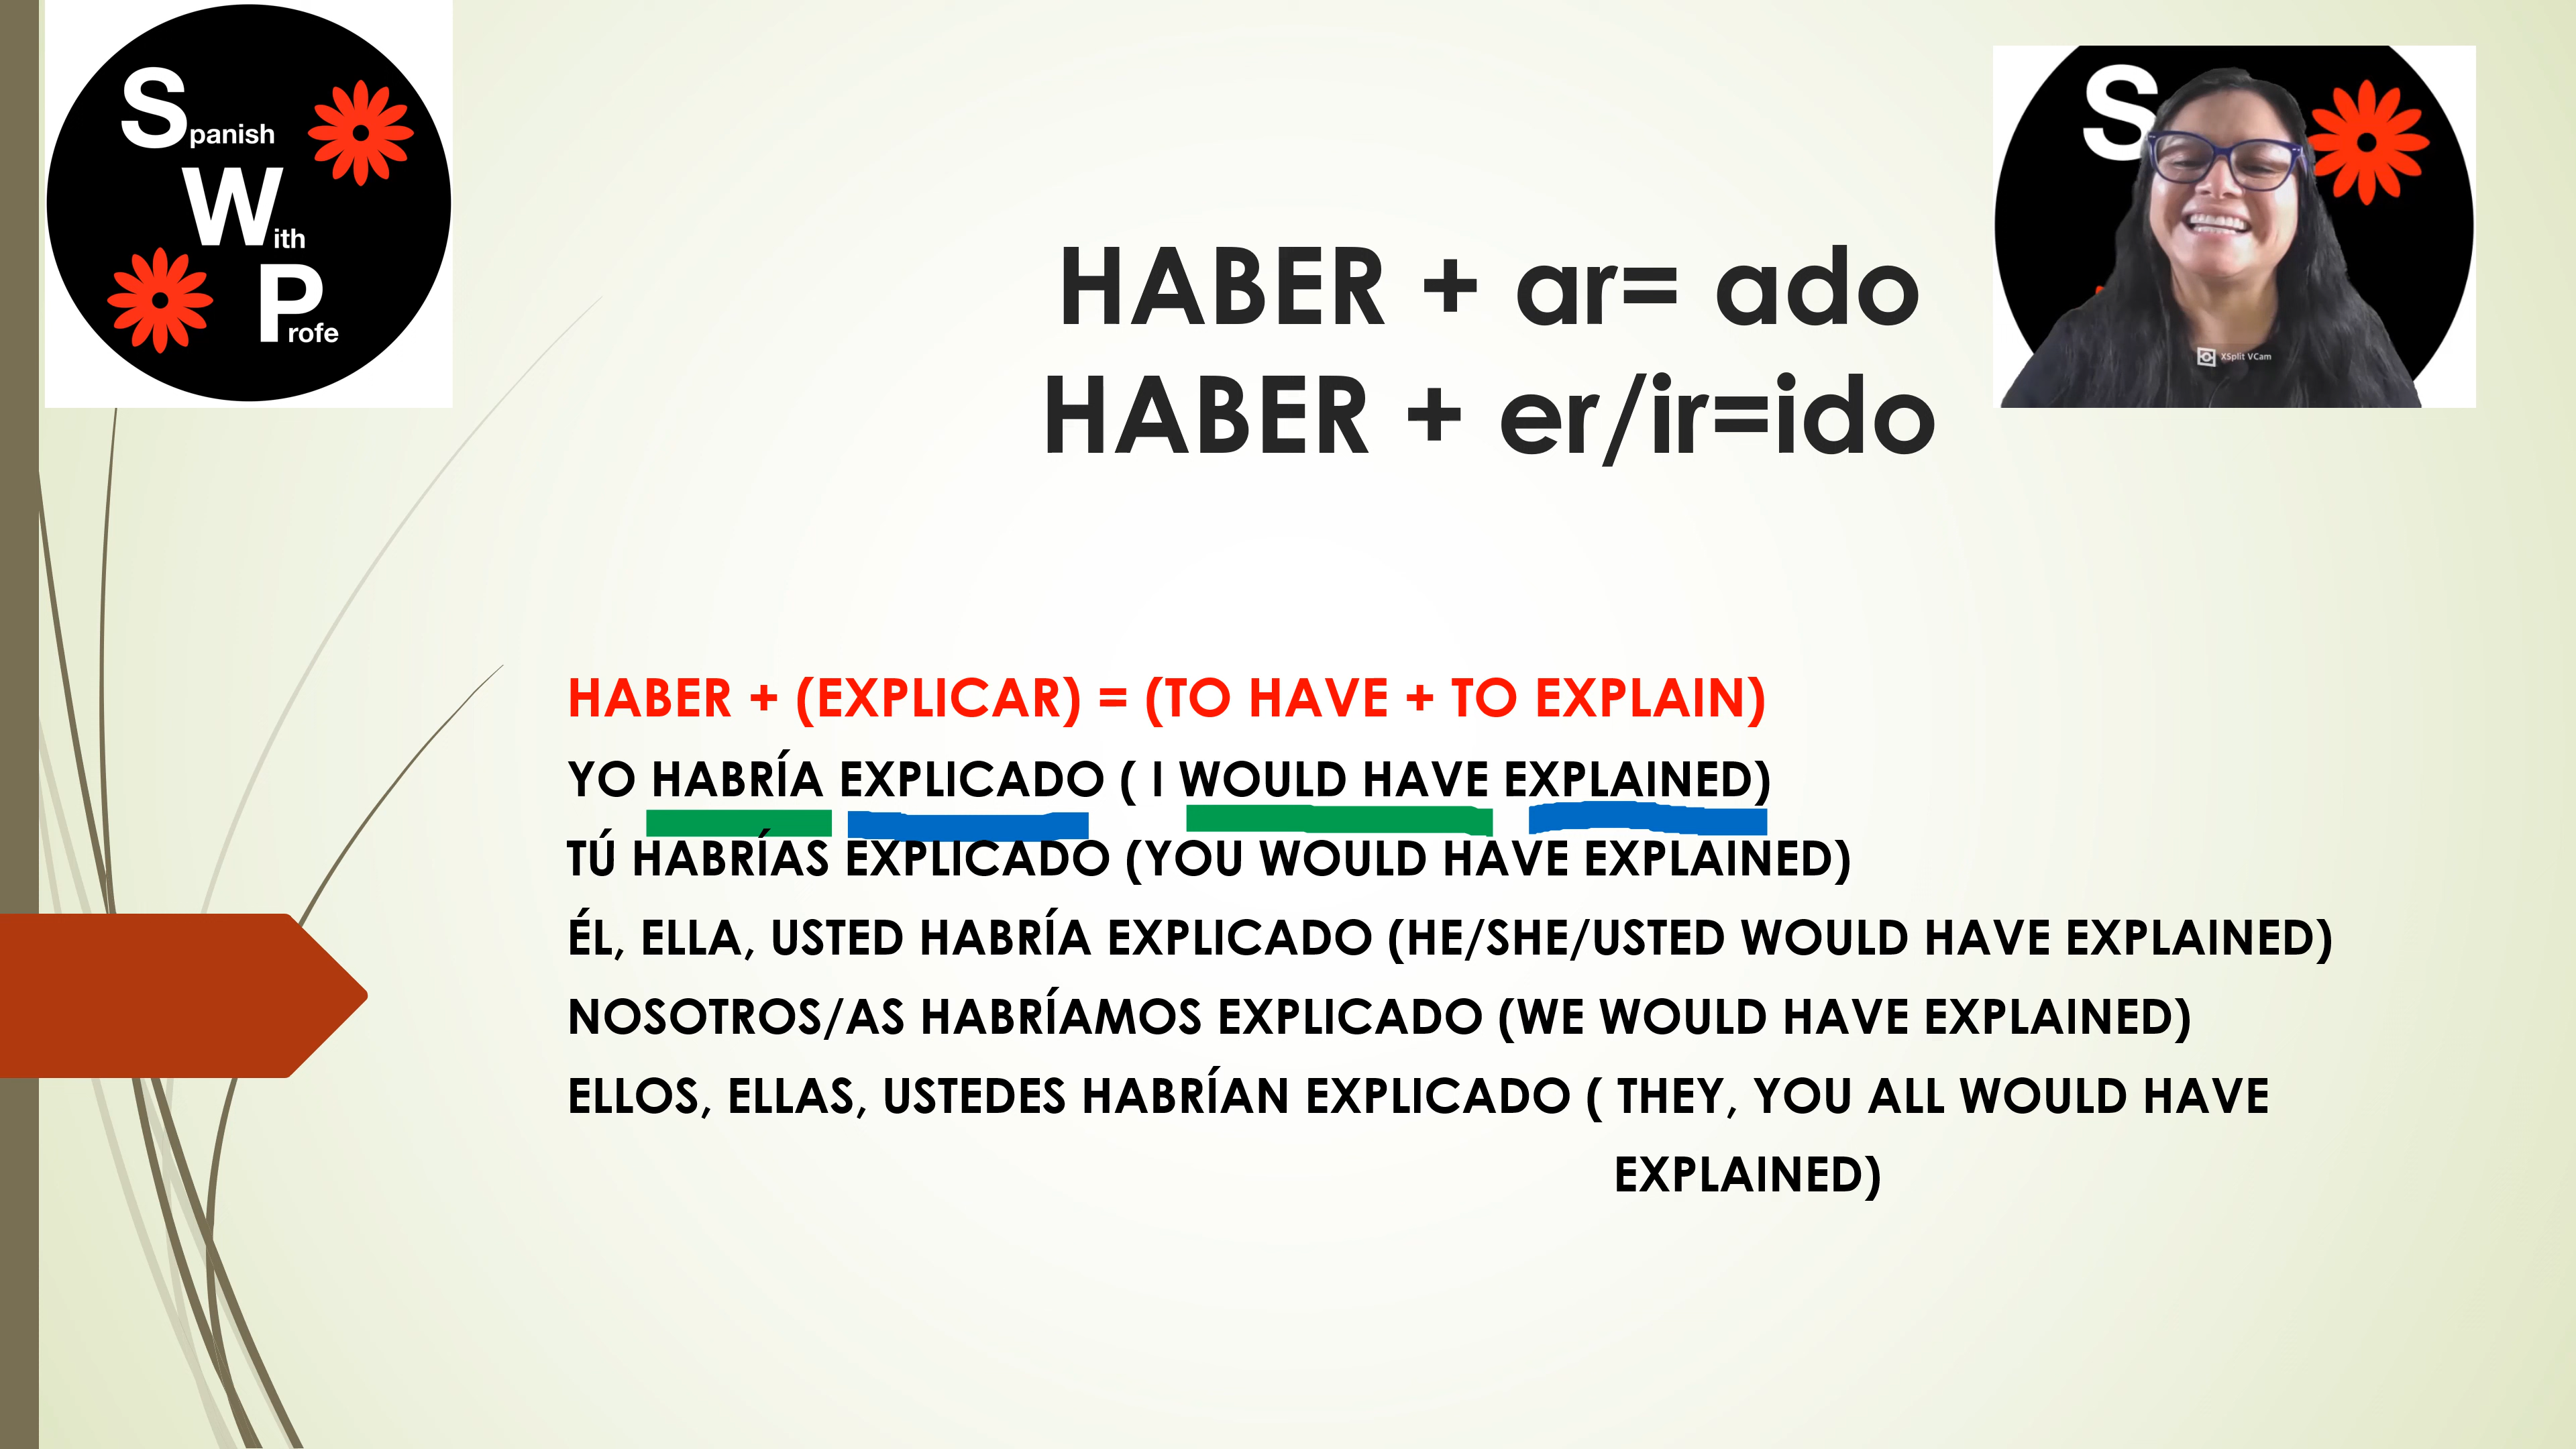 Spanish
With
Profe
S
XSplit VCam
HABER + ar= ado
HABER + er/ir=ido
HABER + (EXPLICAR) = (TO HAVE + TO EXPLAIN)
YO HABRÍA EXPLICADO ( I WOULD HAVE EXPLAINED)
TÚ HABRÍAS EXPLICADO (YOU WOULD HAVE EXPLAINED)
ÉL, ELLA, USTED HABRÍA EXPLICADO (HE/SHE/USTED WOULD HAVE EXPLAINED)
NOSOTROS/AS HABRÍAMOS EXPLICADO (WE WOULD HAVE EXPLAINED)
ELLOS, ELLAS, USTEDES HABRÍAN EXPLICADO ( THEY, YOU ALL WOULD HAVE
EXPLAINED)